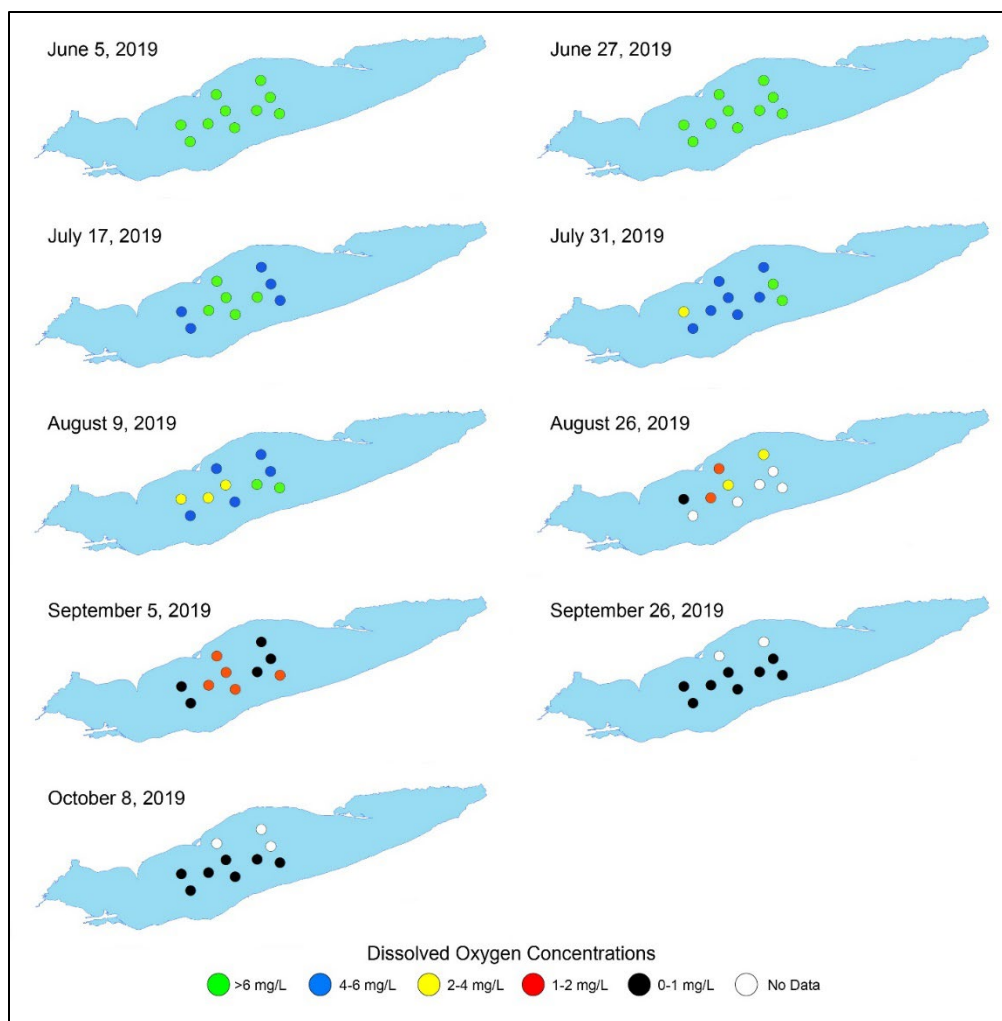 June 5, 2019
June 27, 2019
July 17, 2019
July 31, 2019
August 9, 2019
August 26, 2019
September 5, 2019
September 26, 2019
October 8, 2019
Dissolved Oxygen Concentrations
>6 mg/L
4-6 mg/L
2-4 mg/L
1-2 mg/L
0-1 mg/L
No Data